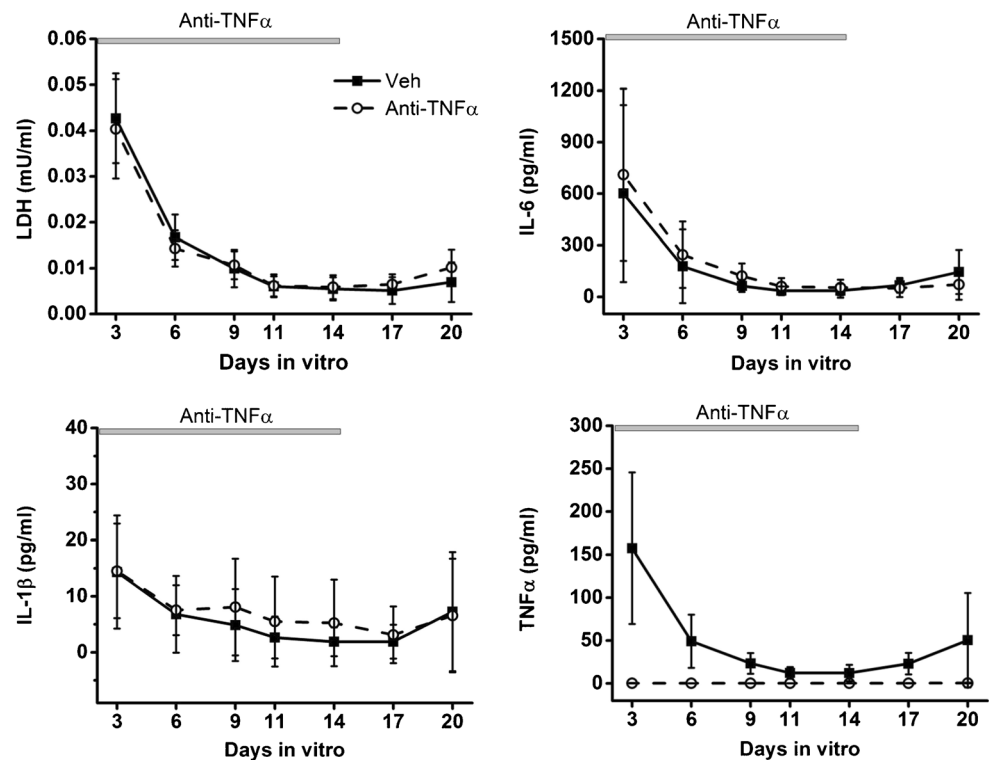 Anti-TNFα
0.06
0.05
0.04
0.03
0.02
0.01
0.00
LDH (mU/ml)
Veh
Anti-TNFα
3 6 9 11 14 17 20
Days in vitro
Anti-TNFα
1500
1200
900
600
300
0
IL-6 (pg/ml)
3 6 9 11 14 17 20
Days in vitro
Anti-TNFα
40
30
20
10
0
IL-1β (pg/ml)
3 6 9 11 14 17 20
Days in vitro
Anti-TNFα
300
250
200
150
100
50
0
TNFα (pg/ml)
3 6 9 11 14 17 20
Days in vitro